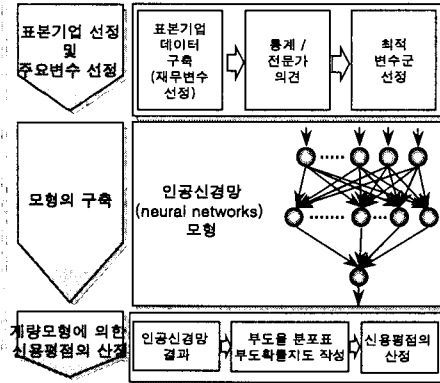 표본기업 선정
및
주요변수 선정
표본기업
데이터
구축
(재무변수
선정)
통계 /
전문가
의견
최적
변수군
선정
모형의 구축
인공신경망
(neural networks)
모형
계량모형에 의한
신용평점의 산정
인공신경망
결과
부도율 분포표
부도확률지도 작성
신용평점의
산정